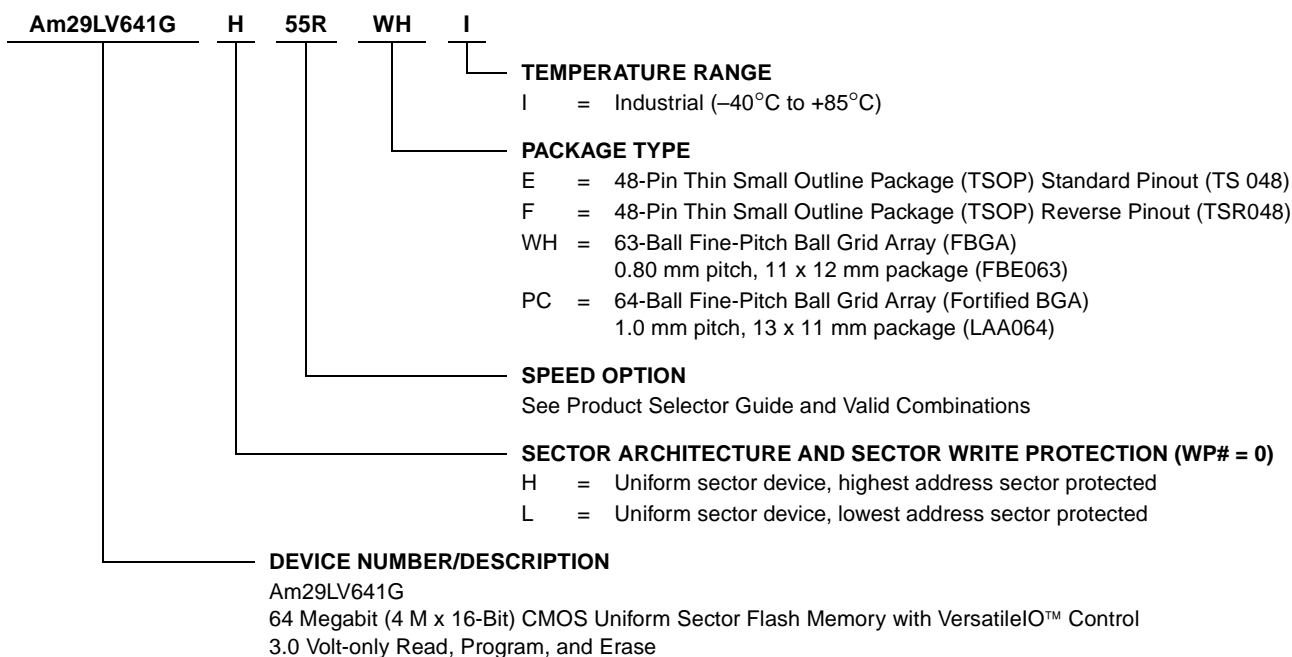 Am29LV641G H 55R WH I
TEMPERATURE RANGE
I = Industrial (–40°C to +85°C)
PACKAGE TYPE
E = 48-Pin Thin Small Outline Package (TSOP) Standard Pinout (TS 048)
F = 48-Pin Thin Small Outline Package (TSOP) Reverse Pinout (TSR048)
WH = 63-Ball Fine-Pitch Ball Grid Array (FBGA)
0.80 mm pitch, 11 x 12 mm package (FBE063)
PC = 64-Ball Fine-Pitch Ball Grid Array (Fortified BGA)
1.0 mm pitch, 13 x 11 mm package (LAA064)
SPEED OPTION
See Product Selector Guide and Valid Combinations
SECTOR ARCHITECTURE AND SECTOR WRITE PROTECTION (WP# = 0)
H = Uniform sector device, highest address sector protected
L = Uniform sector device, lowest address sector protected
DEVICE NUMBER/DESCRIPTION
Am29LV641G
64 Megabit (4 M x 16-Bit) CMOS Uniform Sector Flash Memory with VersatileIO™ Control
3.0 Volt-only Read, Program, and Erase